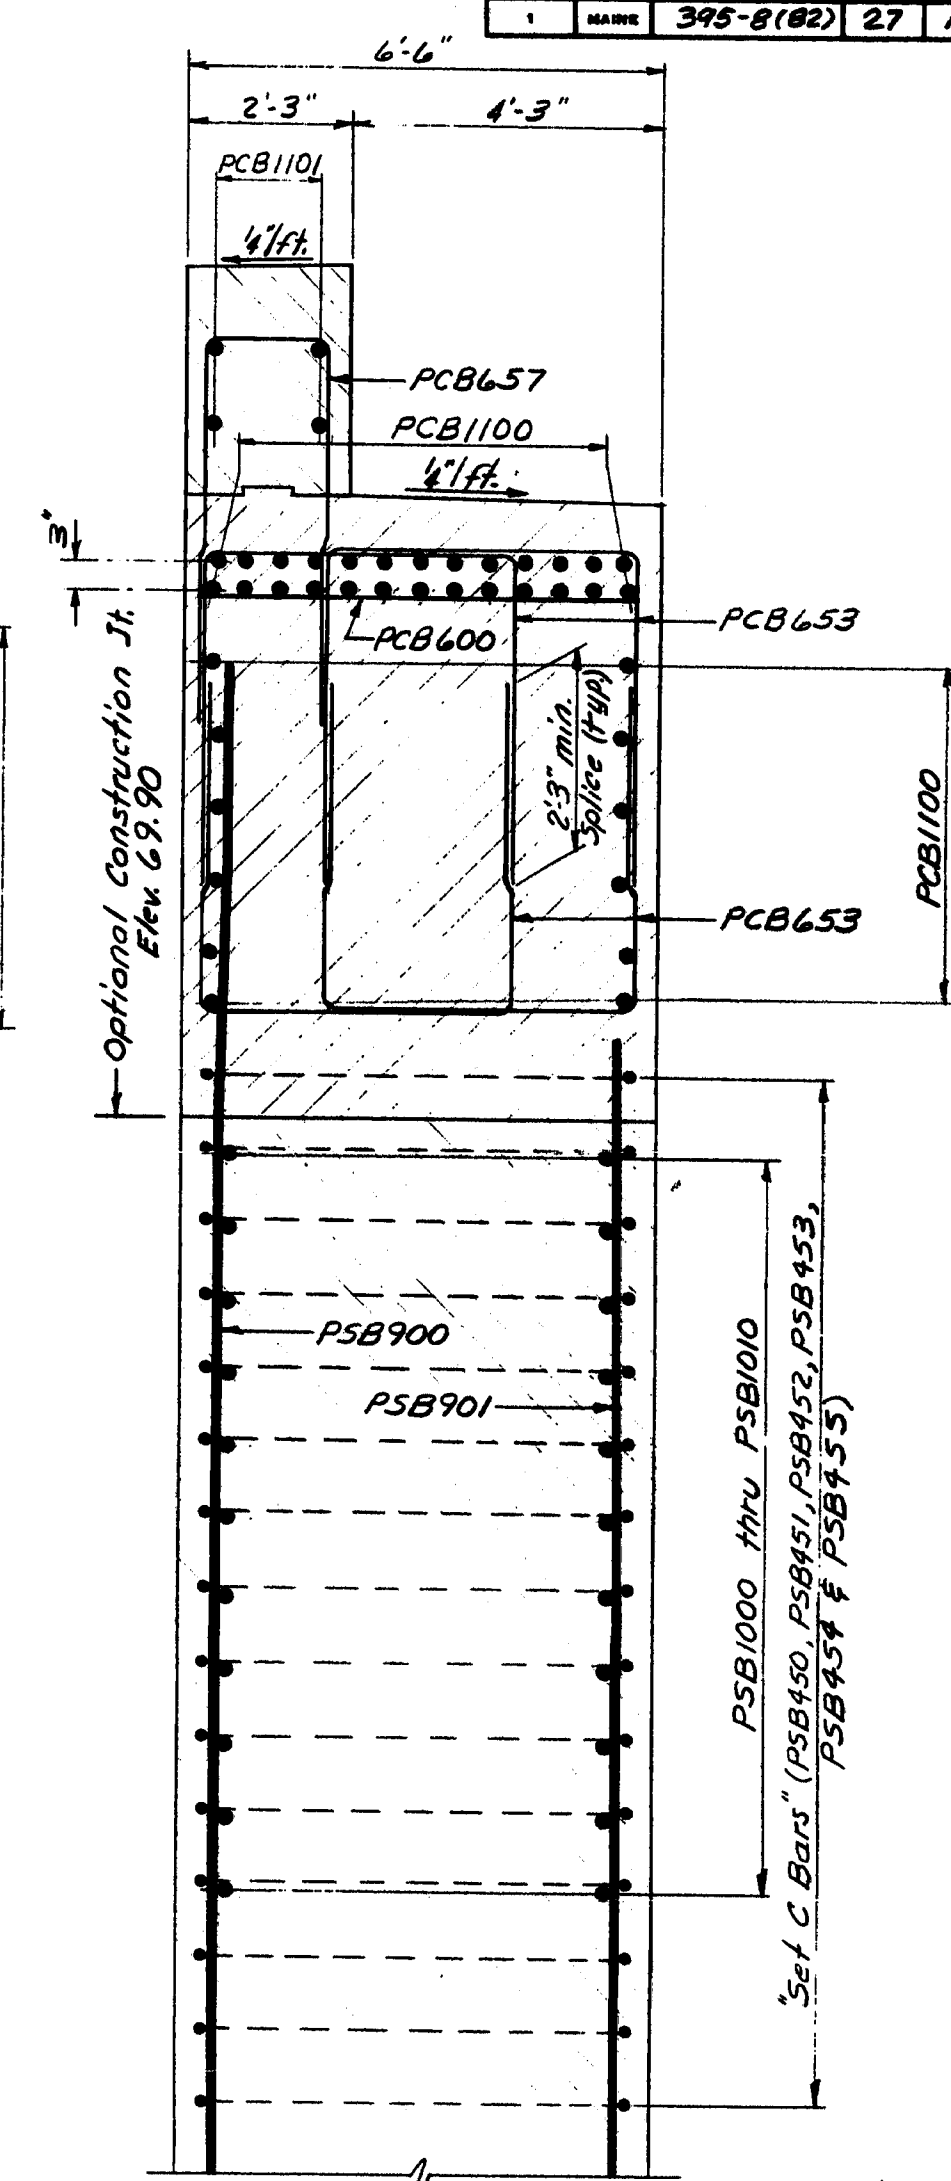 1 MAINE 395-8(82) 27
6'-6"
2'-3" 4'-3"
PCB1101
1/4"/ft.
PCB657
PCB1100
1/4"/ft.
3"
PCB653
PCB600
2'-3" min.
Splice (typ)
Optional Construction Jt.
Elev. 69.90
PCB1100
PCB653
PSB900
PSB901
PSB1000 thru PSB1010
"Set C Bars" (PSB450, PSB451, PSB452, PSB453,
PSB454 & PSB455)